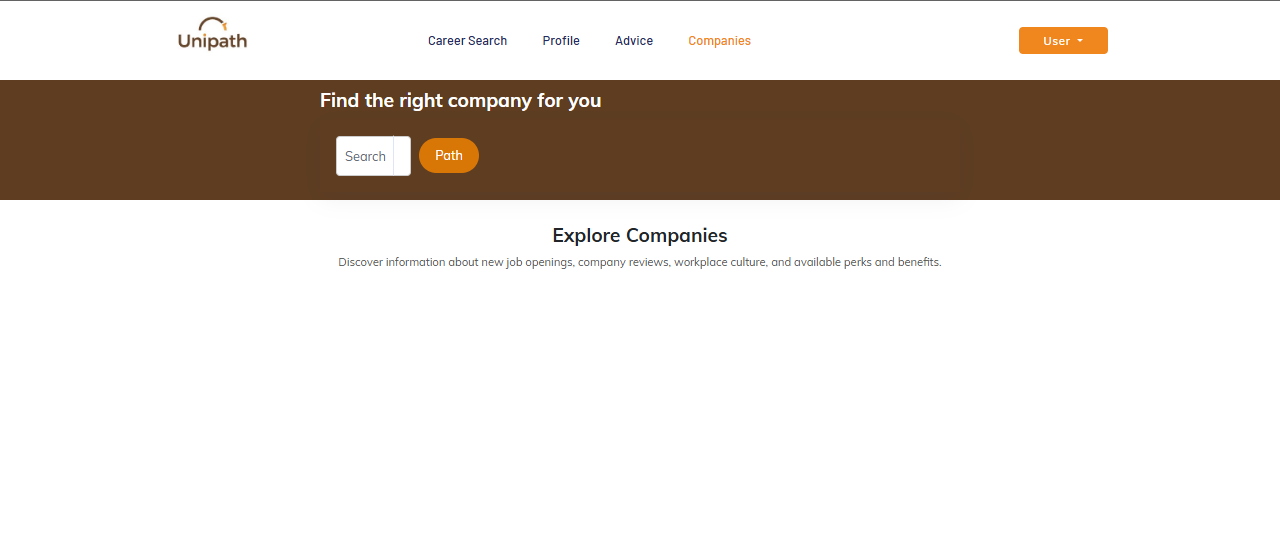 Unipath
Career Search Profile Advice Companies
User
Find the right company for you
Search Path
Explore Companies
Discover information about new job openings, company reviews, workplace culture, and available perks and benefits.